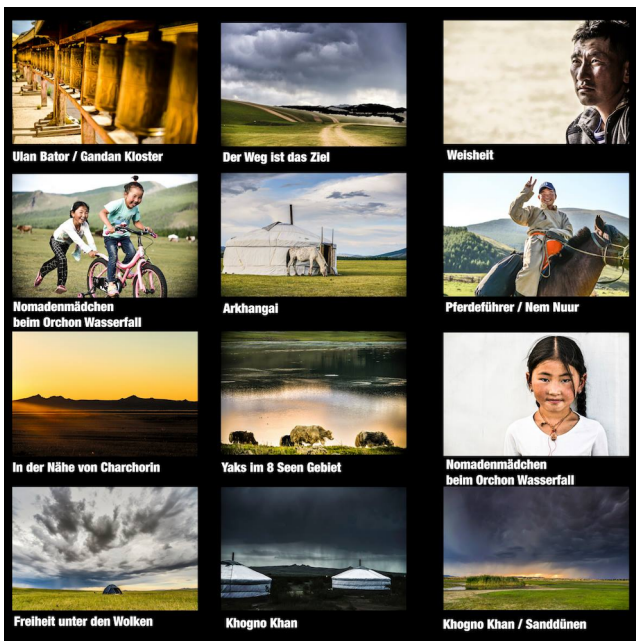 Ulan Bator / Gandan Kloster
Der Weg ist das Ziel
Weisheit
Nomadenmädchen
beim Orchon Wasserfall
Arkhangai
Pferdeführer / Nem Nuur
In der Nähe von Charchorin
Yaks im 8 Seen Gebiet
Nomadenmädchen
beim Orchon Wasserfall
Freiheit unter den Wolken
Khogno Khan
Khogno Khan / Sanddünen